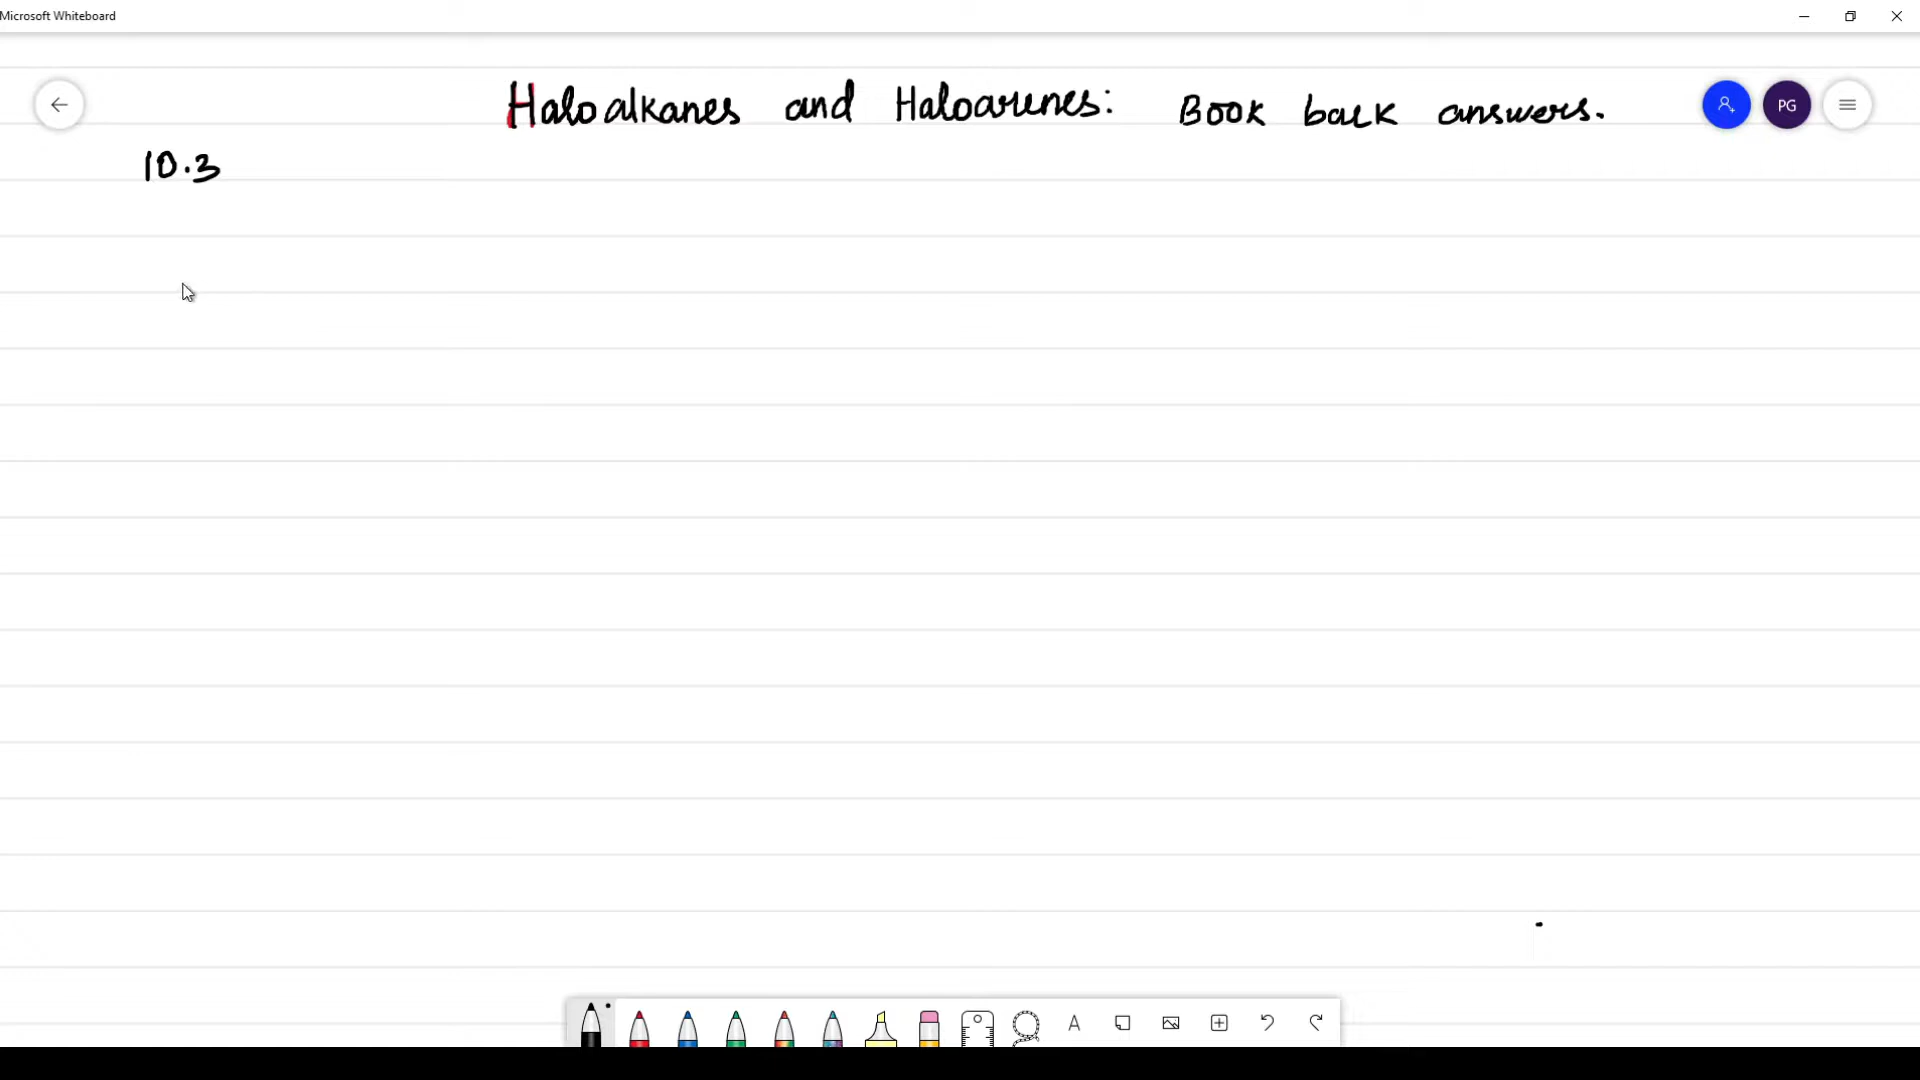 Microsoft Whiteboard
Haloalkanes and Haloarenes: Book back answers.
PG
10.3
A